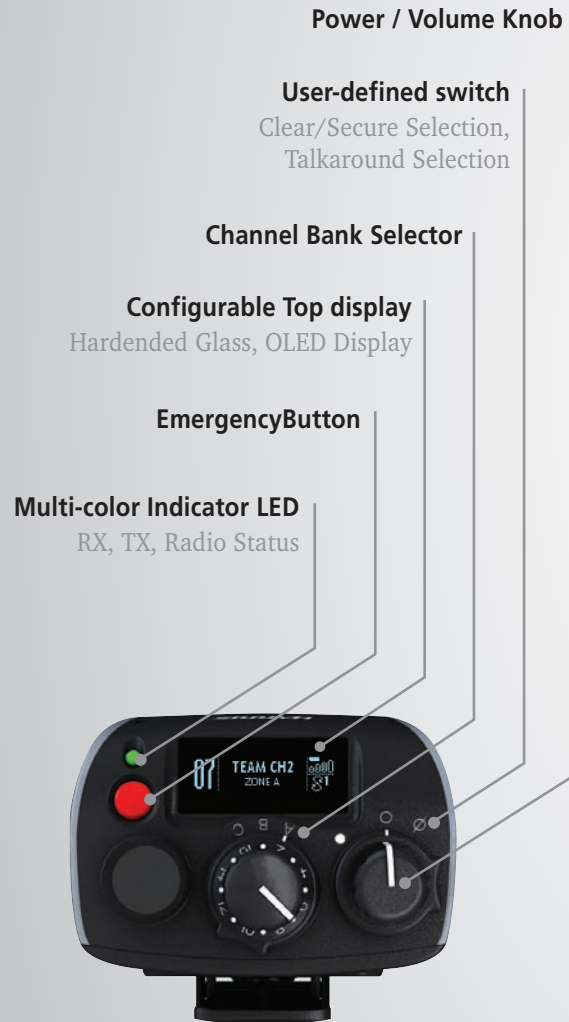 Power / Volume Knob
User-defined switch
Clear/Secure Selection,
Talkaround Selection
Channel Bank Selector
Configurable Top display
Hardended Glass, OLED Display
EmergencyButton
Multi-color Indicator LED
RX, TX, Radio Status
07 TEAM CH2
ZONE A
C B A O Ø